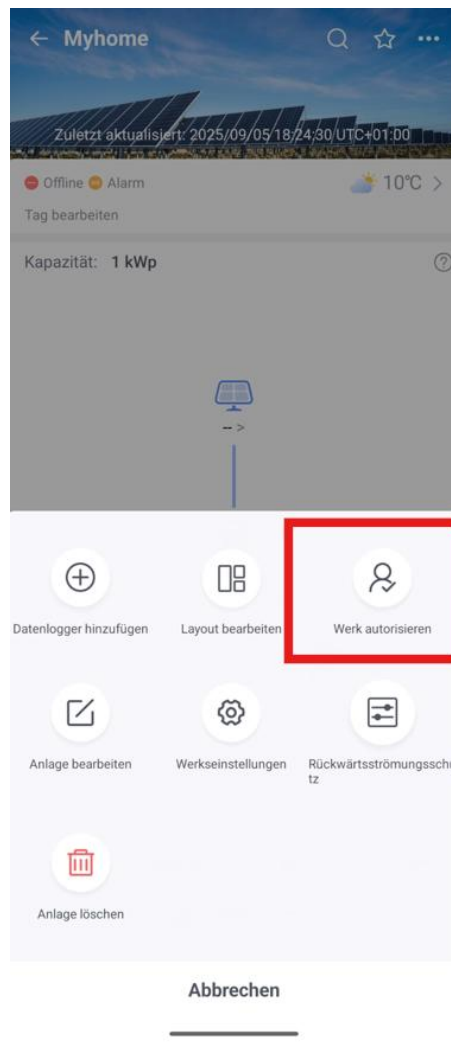 Myhome
Zuletzt aktualisiert: 2025/09/05 18:24:30 UTC+01:00
Offline Alarm 10°C >
Tag bearbeiten
Kapazität: 1 kWp ?
-- >
Datenlogger hinzufügen Layout bearbeiten Werk autorisieren
Anlage bearbeiten Werkseinstellungen Rückwärtsströmungssch
tz
Anlage löschen
Abbrechen